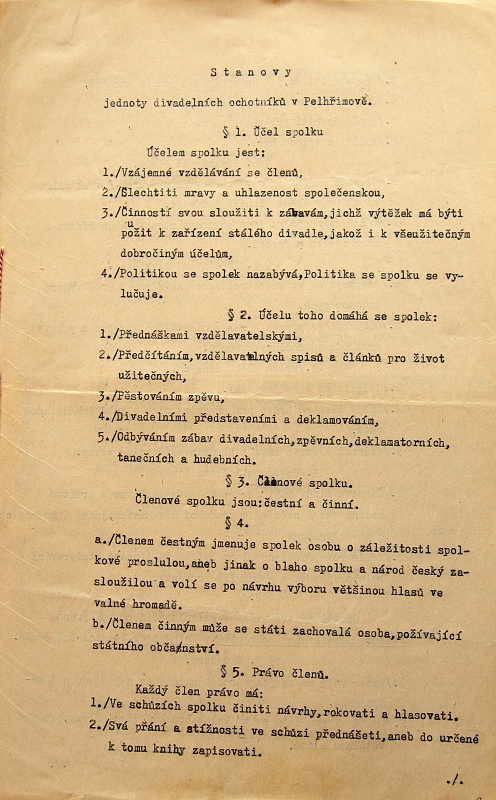 S t a n o v y
jednoty divadelních ochotníků v Pelhřimově.
§ 1. Účel spolku
Účelem spolku jest:
1./Vzájemné vzdělávání se členů,
2./Šlechtiti mravy a uhlazenost společenskou,
3./Činností svou sloužiti k zábavám,jichž výtěžek má býti
použit k zařízení stálého divadle,jakož i k všeužitečným
dobročiným účelům,
4./Politikou se spolek nazabývá,Politika se spolku se vy-
lučuje.
§ 2. Účelu toho domáhá se spolek:
1./Přednáškami vzdělavatelskými,
2./Předčítáním,vzdělavatelných spisů a článků pro život
užitečných,
3./Pěstováním zpěvu,
4./Divadelními představeními a deklamováním,
5./Odbýváním zábav divadelních,zpěvních,deklamatorních,
tanečních a hudebních.
§ 3. Členové spolku.
Členové spolku jsou:čestní a činní.
§ 4.
a./Členem čestným jmenuje spolek osobu o záležitosti spol-
kové proslulou,aneb jinak o blaho spolku a národ český za-
sloužilou a volí se po návrhu výboru většinou hlasů ve
valné hromadě.
b./Členem činným může se státi zachovalá osoba,požívající
státního občanství.
§ 5. Právo členů.
Každý člen právo má:
1./Ve schůzích spolku činiti návrhy,rokovati a hlasovati.
2./Svá přání a stížnosti ve schůzi přednášeti,aneb do určené
k tomu knihy zapisovati.
./.